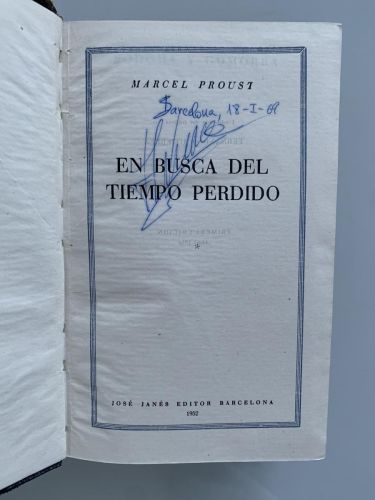 MARCEL PROUST
Barcelona, 18-I-69
EN BUSCA DEL
TIEMPO PERDIDO
*
JOSÉ JANÉS EDITOR BARCELONA
1952